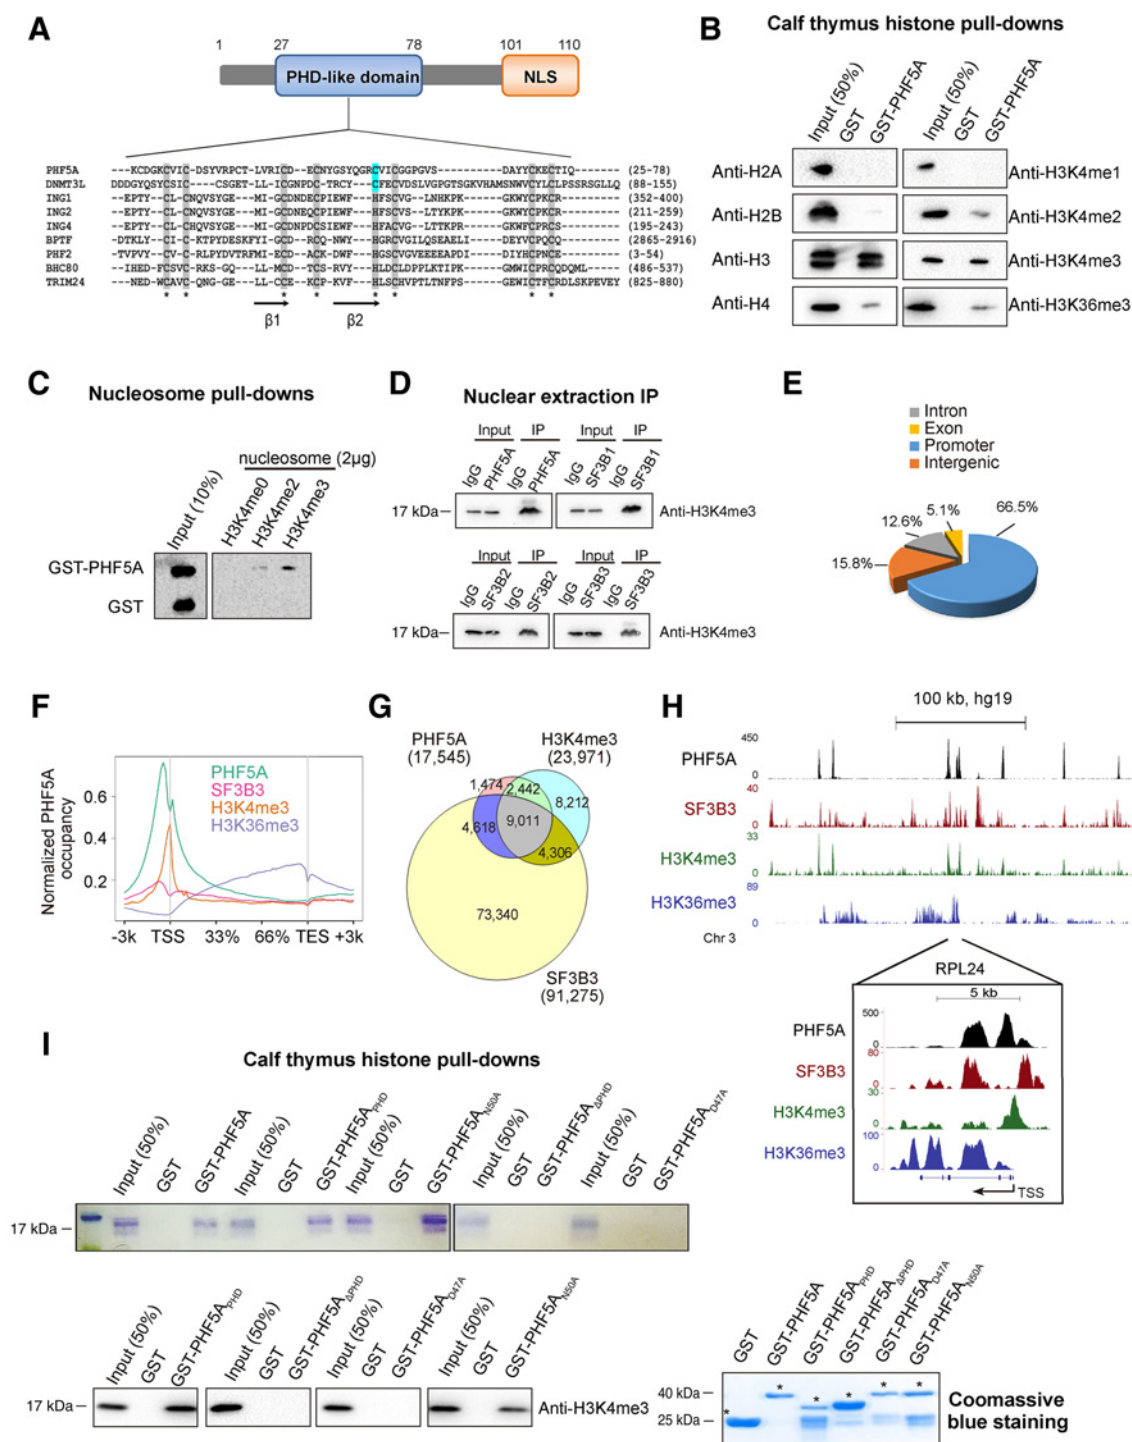 A
1 27 78 101 110
PHD-like domain NLS
PHF5A ---KCDGKCVIC-DSYVRPCT-LVRICD--ECNYGSYQGRCVICGGPGVS------DAYYCKECTIQ------ (25-78)
DNMT3L
(88-155)
ING1
(352-400)
ING2
(211-259)
ING4
(195-243)
BPTF
(2865-2916)
PHF2
(3-54)
BHC80
(486-537)
TRIM24
(825-880)
* * * * * * * *
β1 β2
B
Calf thymus histone pull-downs
Input (50%) GST GST-PHF5A Input (50%) GST GST-PHF5A
Anti-H2A Anti-H3K4me1
Anti-H2B Anti-H3K4me2
Anti-H3 Anti-H3K4me3
Anti-H4 Anti-H3K36me3
C
Nucleosome pull-downs
nucleosome (2μg)
Input (10%) H3K4me0 H3K4me2 H3K4me3
GST-PHF5A
GST
D
Nuclear extraction IP
Input IP Input IP
IgG PHF5A IgG PHF5A IgG SF3B1 IgG SF3B1
17 kDa Anti-H3K4me3
Input IP Input IP
IgG SF3B2 IgG SF3B2 IgG SF3B3 IgG SF3B3
17 kDa Anti-H3K4me3
E
Intron
Exon
Promoter
Intergenic
5.1% 66.5%
12.6%
15.8%
F
Normalized PHF5A
occupancy
0.6
0.4
0.2
PHF5A
SF3B3
H3K4me3
H3K36me3
-3k TSS 33% 66% TES +3k
G
PHF5A
(17,545)
H3K4me3
(23,971)
1,474 2,442 8,212
4,618 9,011
4,306
73,340
SF3B3
(91,275)
H
100 kb, hg19
450
PHF5A
0
40
SF3B3
0
33
H3K4me3
0
89
H3K36me3
0
Chr 3
RPL24
5 kb
500
PHF5A
0
80
SF3B3
0
30
H3K4me3
0
100
H3K36me3
0
TSS
I
Calf thymus histone pull-downs
Input (50%) GST GST-PHF5A Input (50%) GST GST-PHF5APHD Input (50%) GST GST-PHF5AN50A Input (50%) GST GST-PHF5AΔPHD Input (50%) GST GST-PHF5AD47A
17 kDa
Input (50%) GST GST-PHF5APHD Input (50%) GST GST-PHF5AΔPHD Input (50%) GST GST-PHF5AD47A Input (50%) GST GST-PHF5AN50A
17 kDa Anti-H3K4me3
GST GST-PHF5A GST-PHF5APHD GST-PHF5AΔPHD GST-PHF5AD47A GST-PHF5AN50A
40 kDa
25 kDa
* * * * * *
Coomassie
blue staining